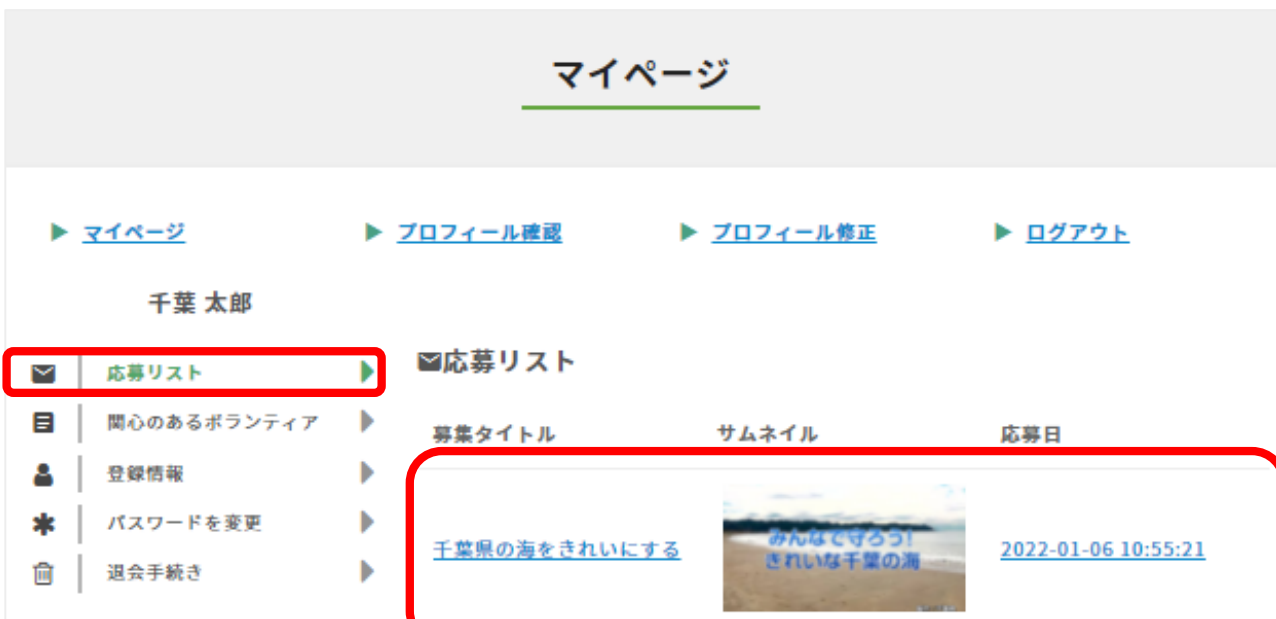 マイページ
マイページ
プロフィール確認
プロフィール修正
ログアウト
千葉 太郎
応募リスト
関心のあるボランティア
登録情報
パスワードを変更
退会手続き
応募リスト
募集タイトル
サムネイル
応募日
千葉県の海をきれいにする
みんなで守ろう!
きれいな千葉の海
2022-01-06 10:55:21